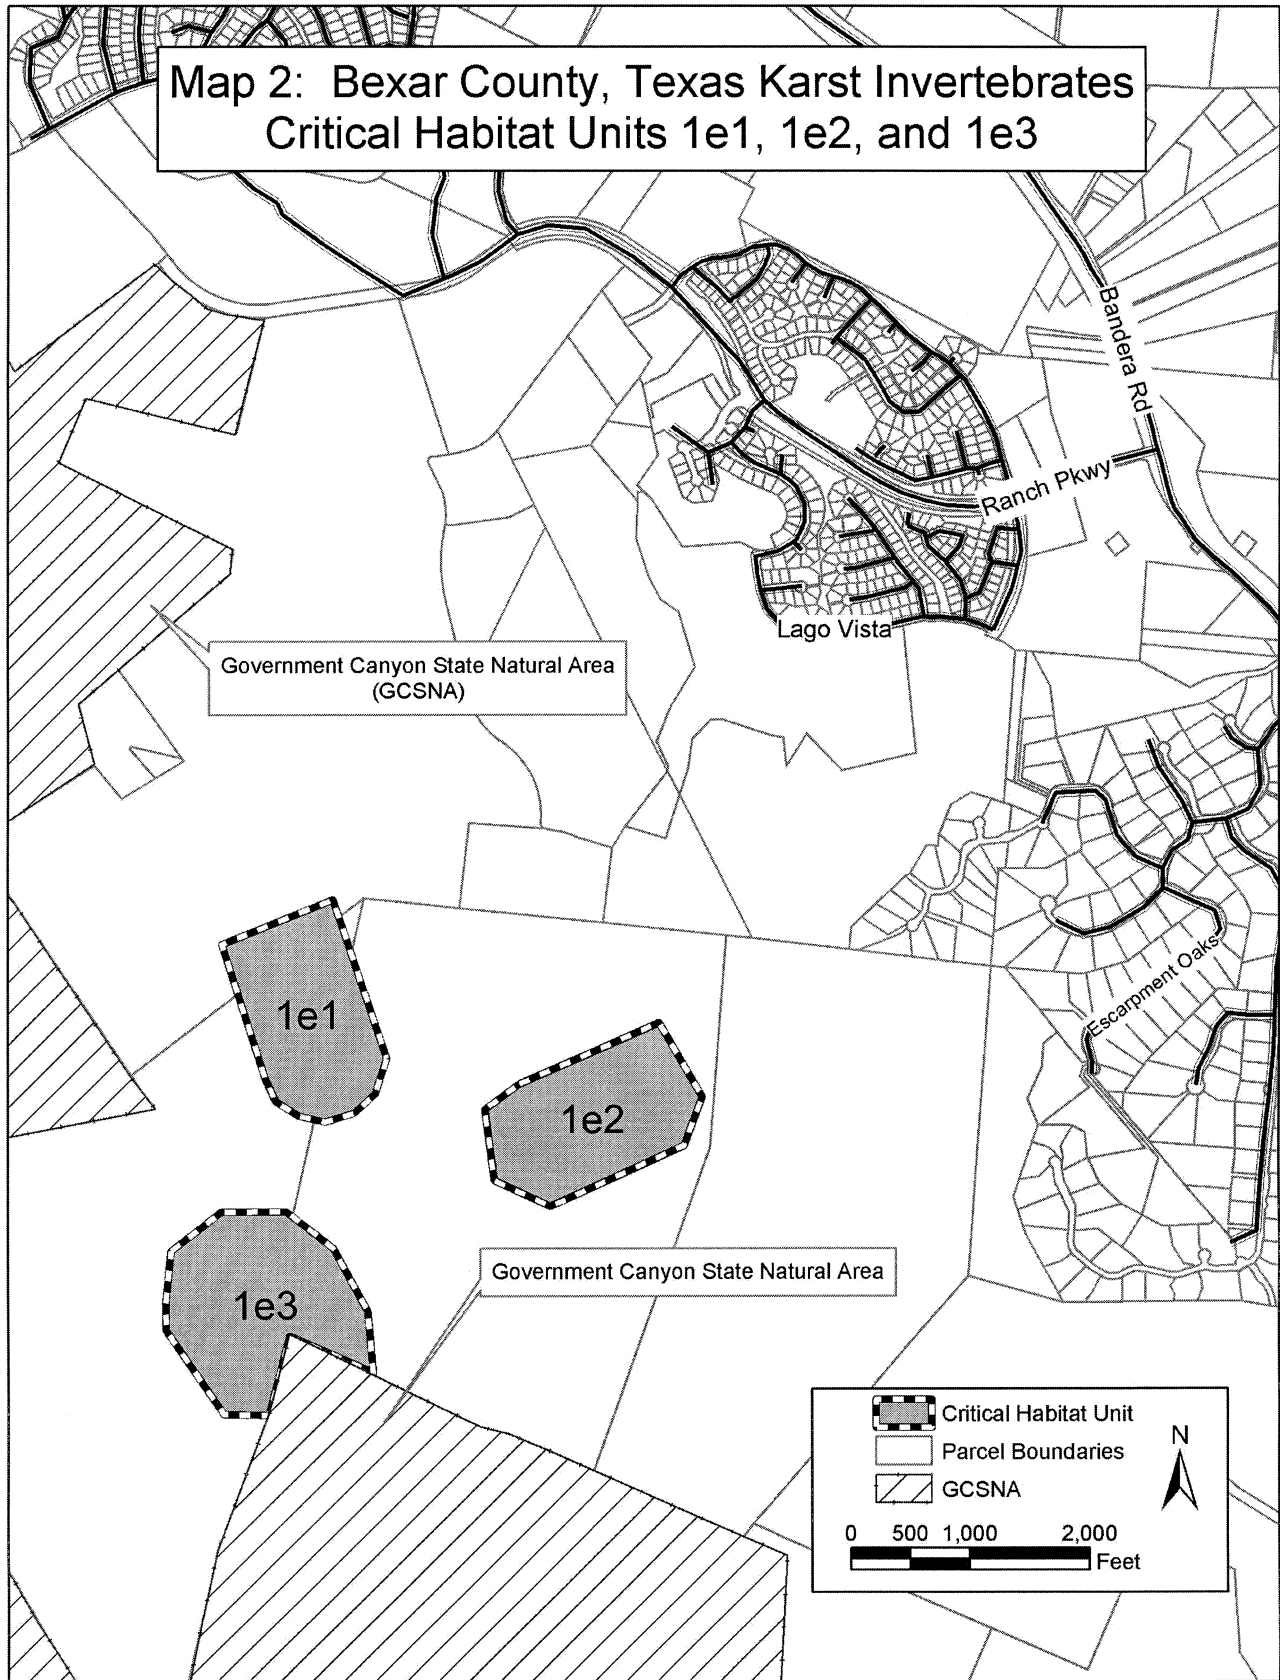 Map 2: Bexar County, Texas Karst Invertebrates
Critical Habitat Units 1e1, 1e2, and 1e3
Bandera Rd
Ranch Pkwy
Lago Vista
Government Canyon State Natural Area
(GCSNA)
Escarpment Oaks
1e1
1e2
Government Canyon State Natural Area
1e3
Critical Habitat Unit
Parcel Boundaries
GCSNA
N
0 500 1,000 2,000
Feet